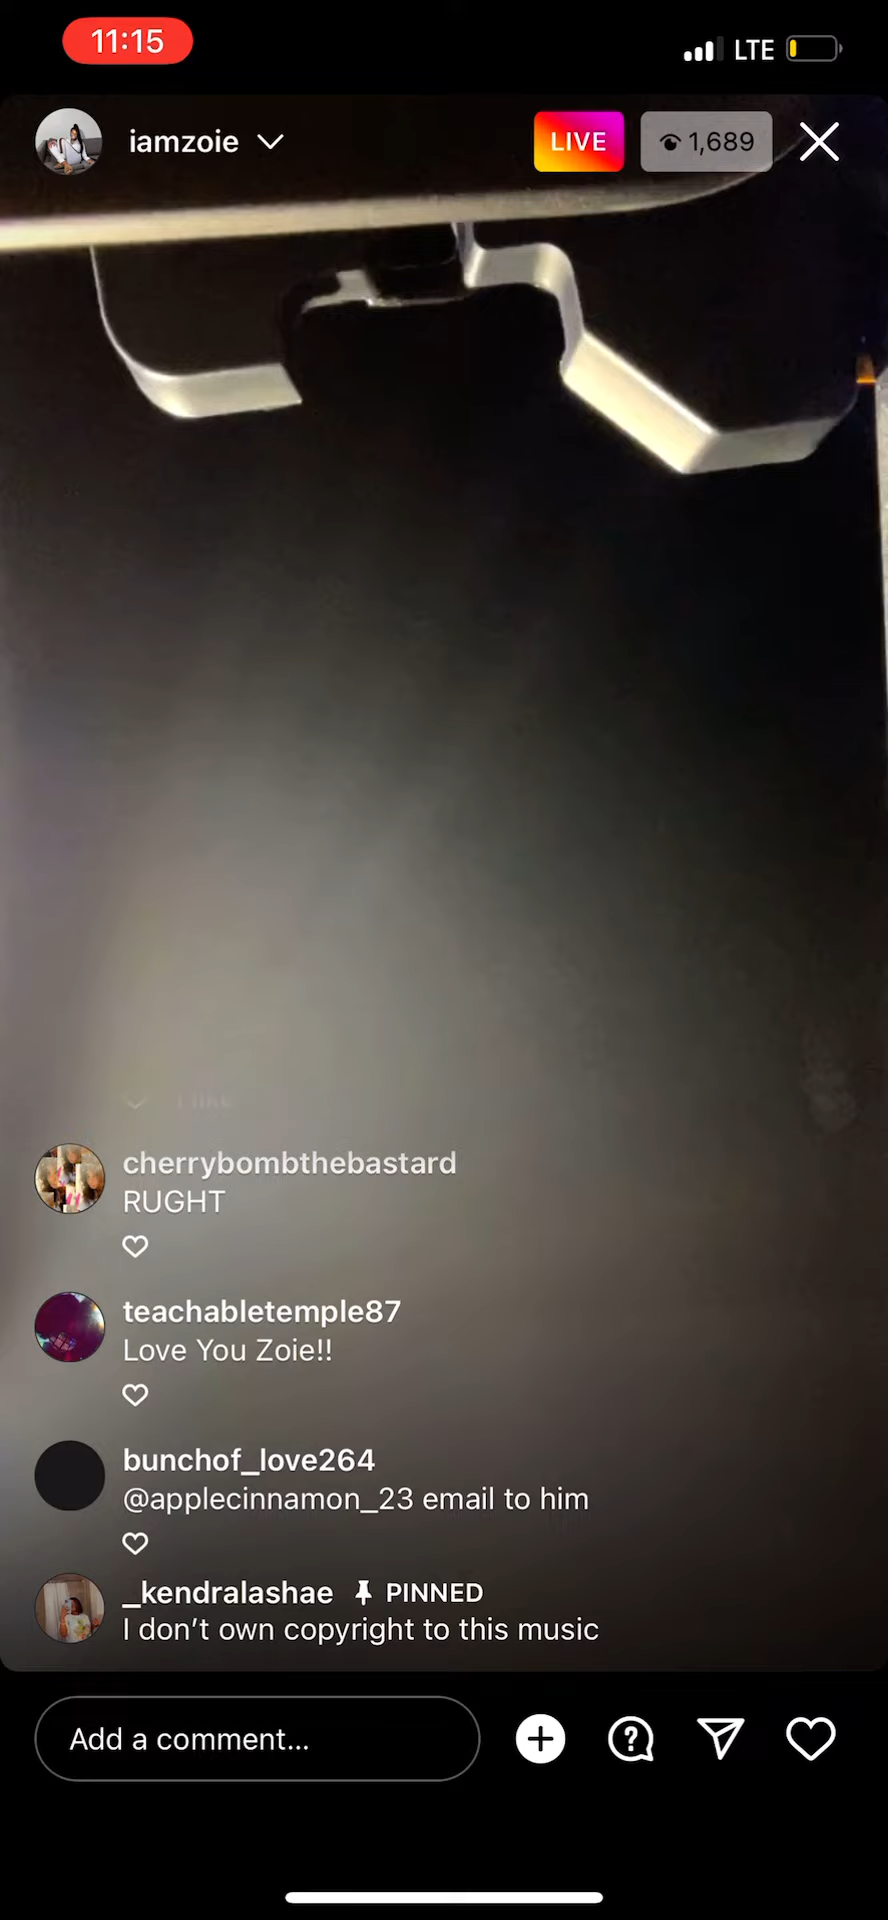 11:15
LTE
iamzoie
LIVE
1,689
cherrybombthebastard
RUGHT
teachabletemple87
Love You Zoie!!
bunchof_love264
@applecinnamon_23 email to him
_kendralashae PINNED
I don't own copyright to this music
Add a comment...